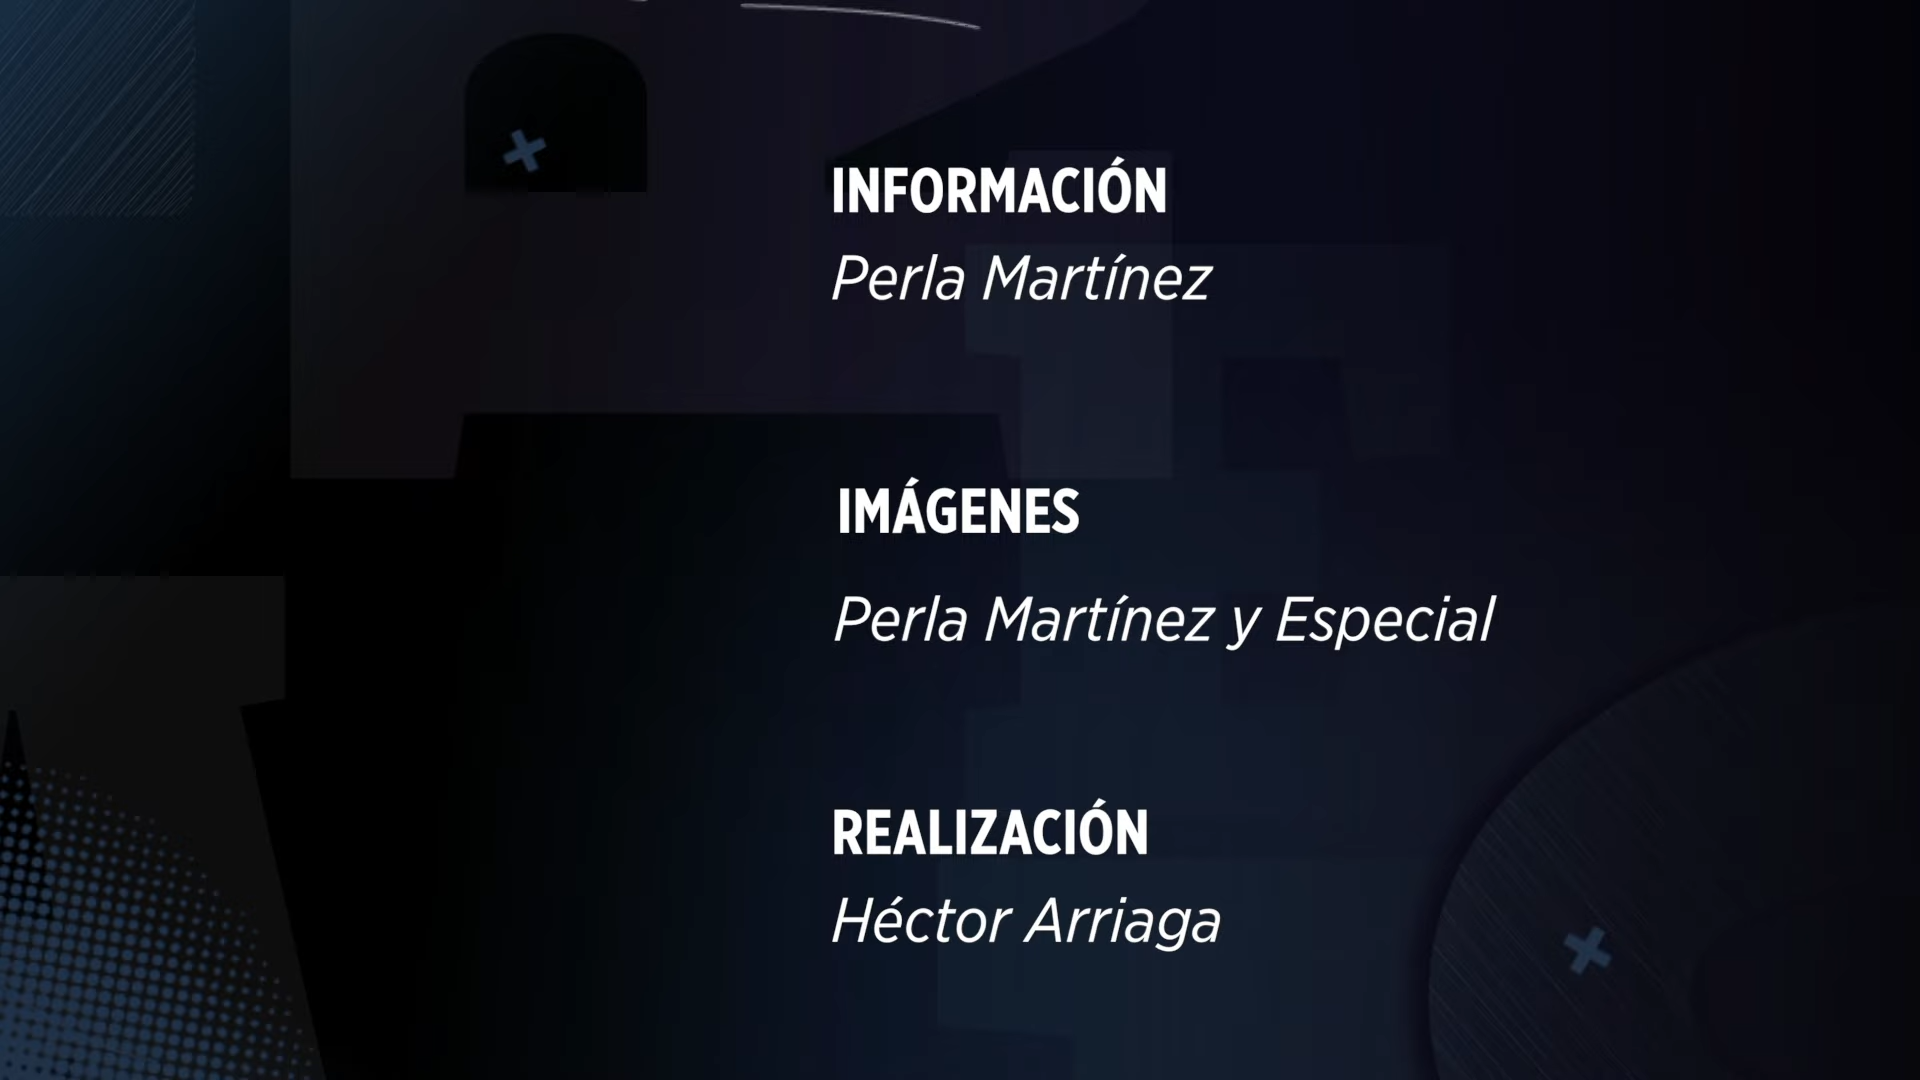 INFORMACIÓN
Perla Martínez
IMÁGENES
Perla Martínez y Especial
REALIZACIÓN
Héctor Arriaga